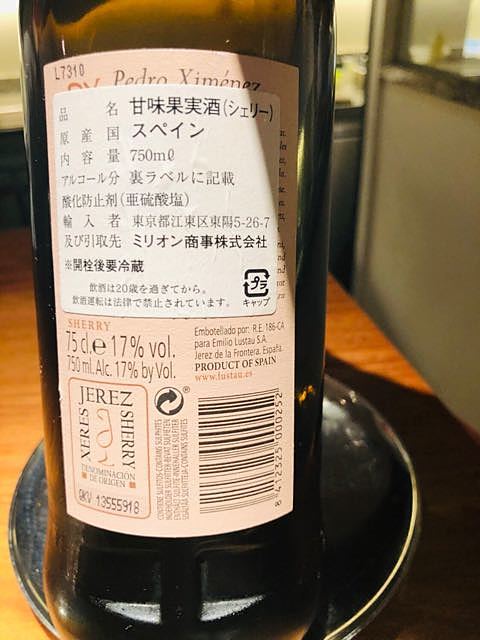 L7310
Pedro Ximénez
品名 甘味果実酒(シェリー)
原産国 スペイン
内容量 750mℓ
アルコール分 裏ラベルに記載
酸化防止剤(亜硫酸塩)
輸入者 東京都江東区東陽5-26-7
及び引取先 ミリオン商事株式会社
※開栓後要冷蔵
飲酒は20歳を過ぎてから。
飲酒運転は法律で禁止されています。
プラ
キャップ
SHERRY
75 cl. e 17% vol.
750 ml. Alc. 17% by Vol.
Embotellado por: R.E. 186-CA
para Emilio Lustau S.A.
Jerez de la Frontera. España.
PRODUCT OF SPAIN
www.lustau.es
JEREZ
XERES
SHERRY
DENOMINACIÓN
DE ORIGEN
QKV 13555918
®
CONTIENE SULFITOS-CONTAINS SULPHITES
8 412325 000252